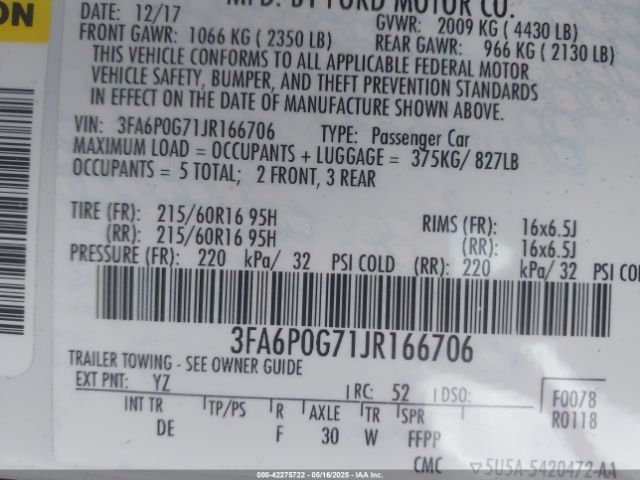 ON
MFD. BY FORD MOTOR CO.
12/17
GVWR: 2009 KG ( 4430 LB)
FRONT GAWR: 1066 KG ( 2350 LB)
REAR GAWR: 966 KG ( 2130 LB)
THIS VEHICLE CONFORMS TO ALL APPLICABLE FEDERAL MOTOR
VEHICLE SAFETY, BUMPER, AND THEFT PREVENTION STANDARDS
IN EFFECT ON THE DATE OF MANUFACTURE SHOWN ABOVE.
VIN: 3FA6P0G71JR166706 TYPE: Passenger Car
MAXIMUM LOAD = OCCUPANTS + LUGGAGE = 375KG/ 827LB
OCCUPANTS = 5 TOTAL; 2 FRONT, 3 REAR
TIRE (FR): 215/60R16 95H RIMS (FR): 16x6.5J
(RR): 215/60R16 95H (RR): 16x6.5J
PRESSURE (FR): 220 kPa/ 32 PSI COLD (RR): 220 kPa/ 32 PSI COL
3FA6P0G71JR166706
TRAILER TOWING - SEE OWNER GUIDE
EXT PNT: YZ RC: 52 DSO: F0078
R0118
INT TR TP/PS R AXLE TR SPR
DE F 30 W FFPP
CMC ▽5U5A-5420472-AA
000-42275722 - 05/16/2025 - IAAI.COM